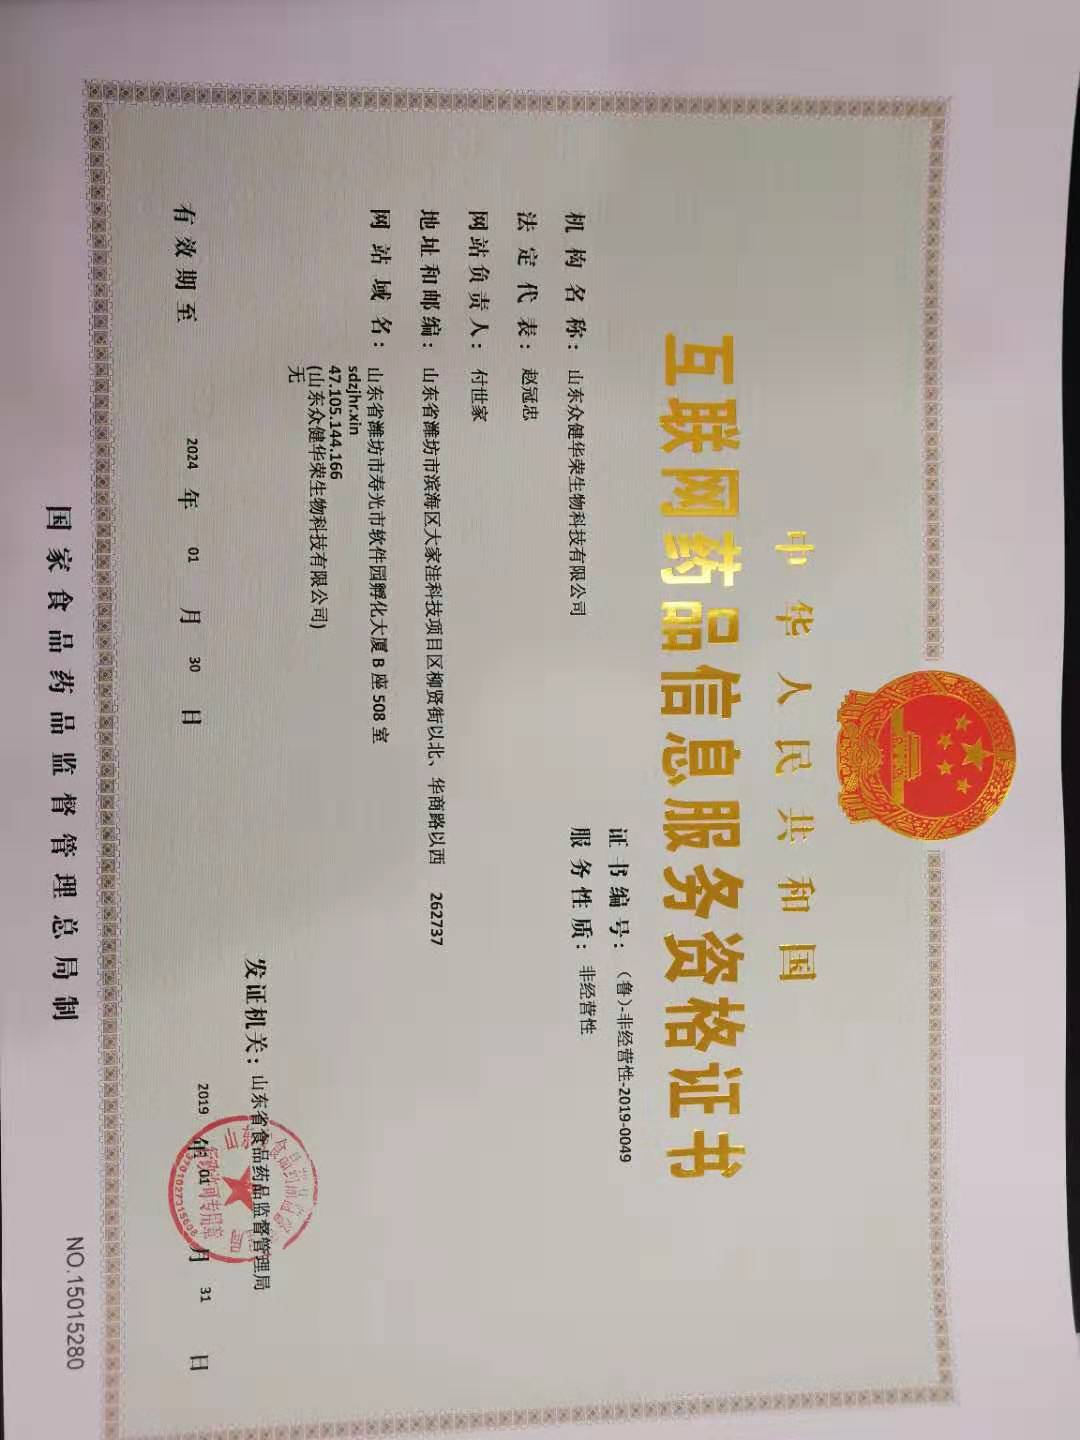 中华人民共和国
互联网药品信息服务资格证书
证书编号：（鲁）-非经营性-2019-0049
机构名称：山东众健华荣生物科技有限公司
服务性质：非经营性
法定代表：赵冠忠
网站负责人：付世家
地址和邮编：山东省潍坊市滨海区大家洼科技项目区柳贤街以北、华商路以西 262737
网站域名：山东省潍坊市寿光市软件园孵化大厦 B 座 508 室
sdzjhr.xin
47.105.144.166
(山东众健华荣生物科技有限公司)
无
发证机关：山东省食品药品监督管理局
有效期至 2024 年 01 月 30 日
2019 年 01 月 31 日
行政许可专用章
国家食品药品监督管理总局制
NO.15015280